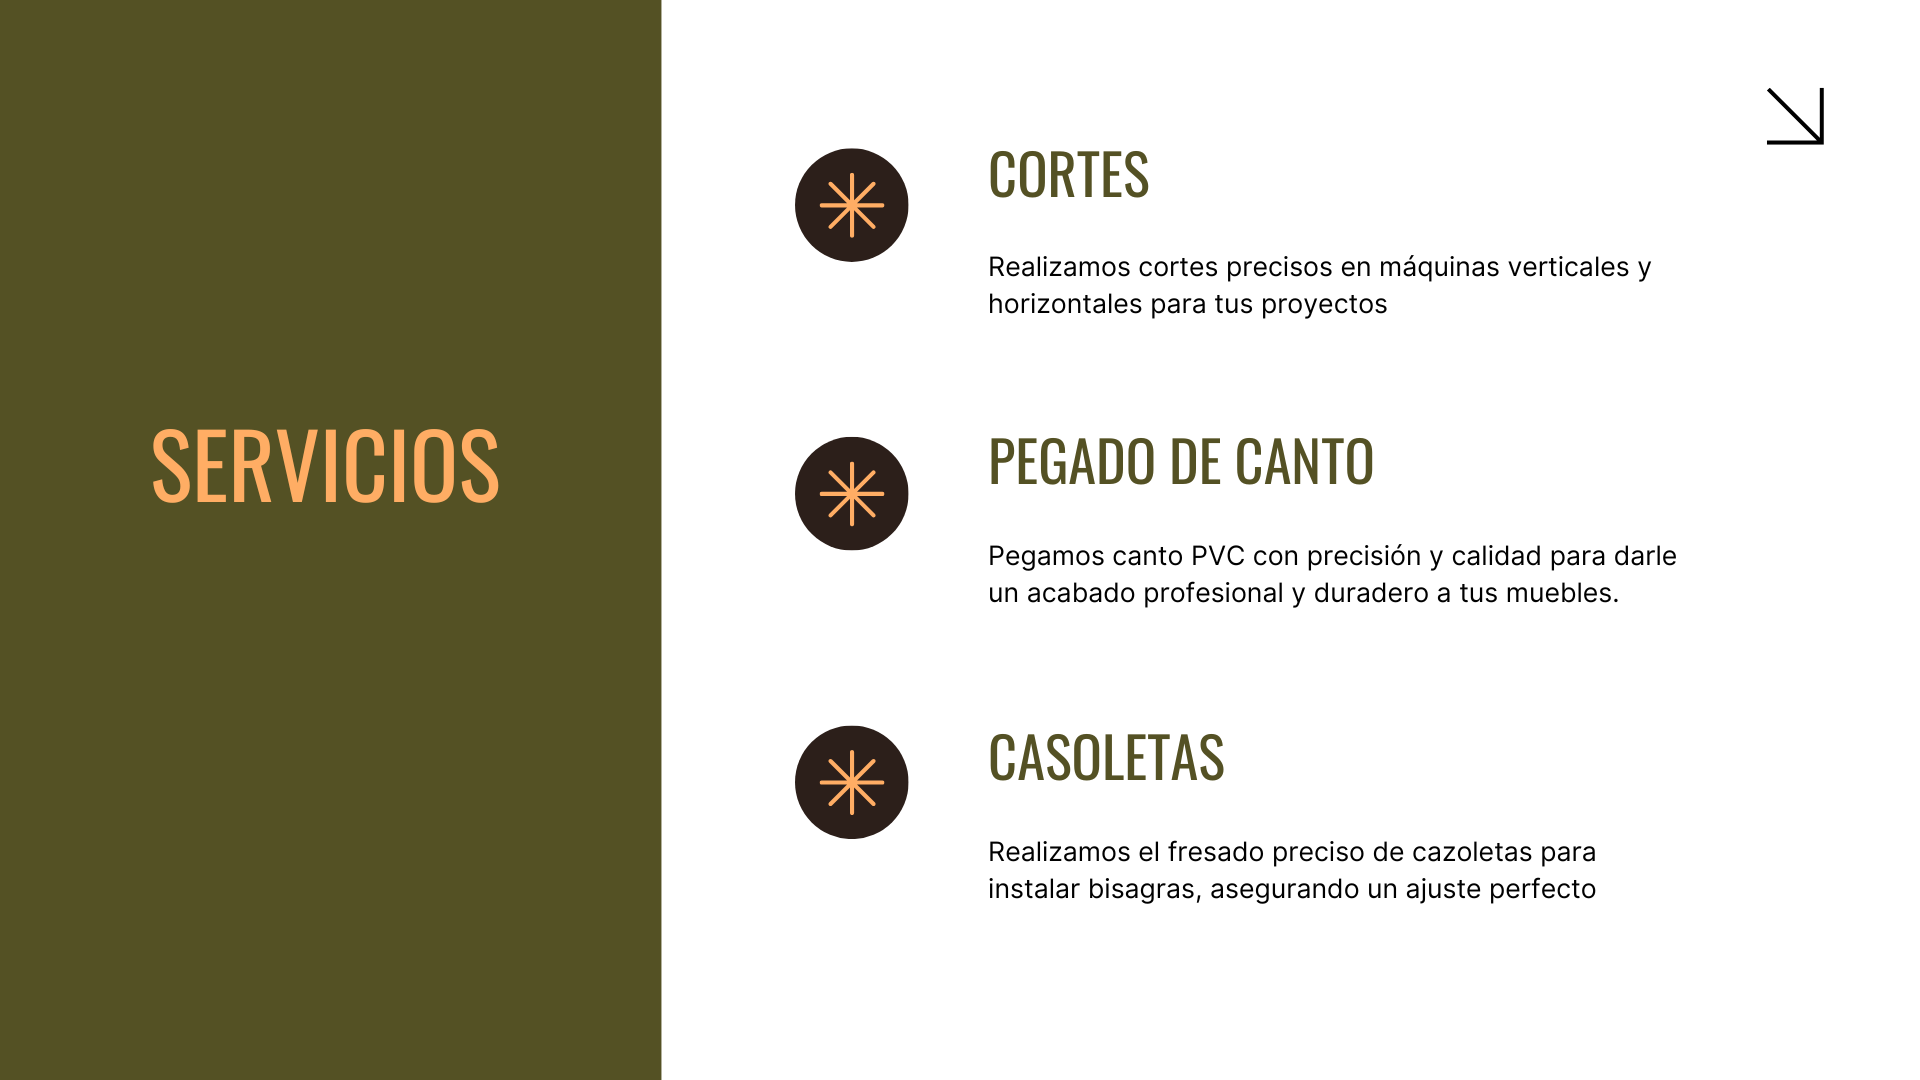 SERVICIOS
CORTES
Realizamos cortes precisos en máquinas verticales y
horizontales para tus proyectos
PEGADO DE CANTO
Pegamos canto PVC con precisión y calidad para darle
un acabado profesional y duradero a tus muebles.
CASOLETAS
Realizamos el fresado preciso de cazoletas para
instalar bisagras, asegurando un ajuste perfecto